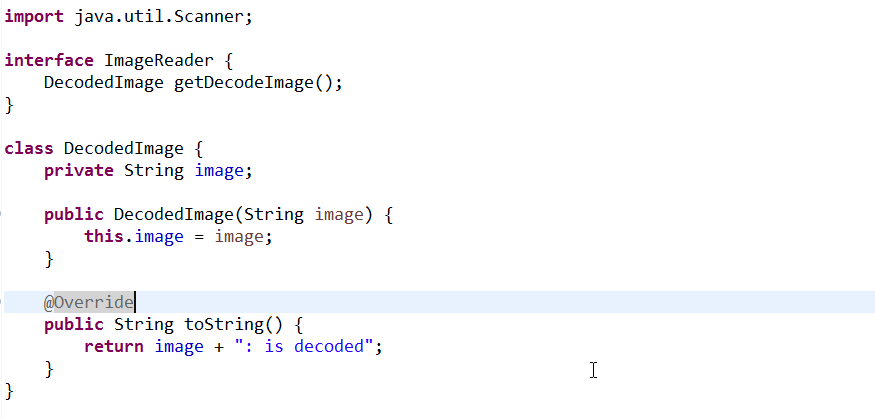 import java.util.Scanner;
interface ImageReader {
    DecodedImage getDecodeImage();
}
class DecodedImage {
    private String image;
    public DecodedImage(String image) {
        this.image = image;
    }
    @Override
    public String toString() {
        return image + ": is decoded";
    }
}